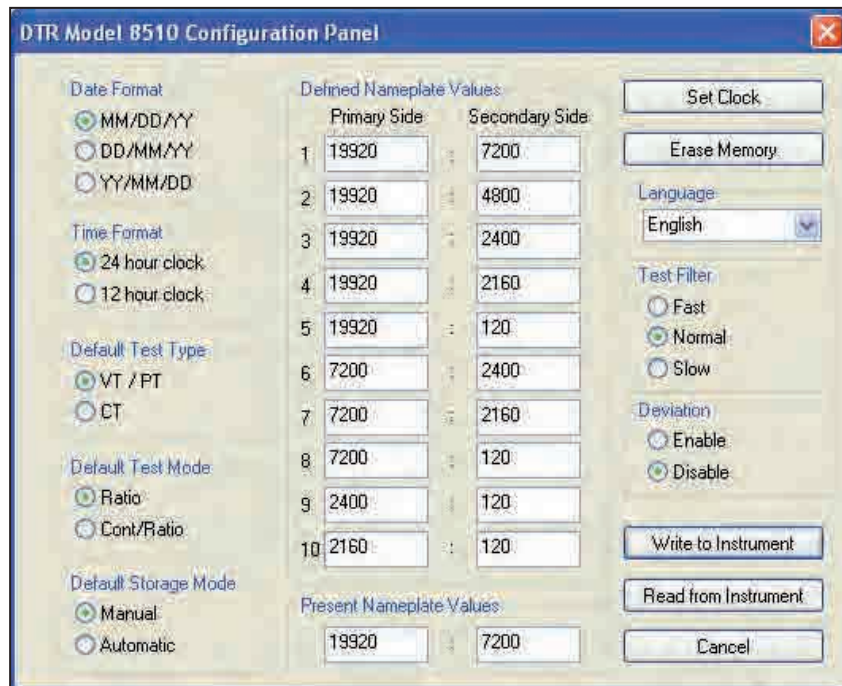 DTR Model 8510 Configuration Panel
Date Format
MM/DD/YY
DD/MM/YY
YY/MM/DD
Time Format
24 hour clock
12 hour clock
Default Test Type
VT / PT
CT
Default Test Mode
Ratio
Cont/Ratio
Default Storage Mode
Manual
Automatic
Defined Nameplate Values
Primary Side Secondary Side
1 19920 : 7200
2 19920 : 4800
3 19920 : 2400
4 19920 : 2160
5 19920 : 120
6 7200 : 2400
7 7200 : 2160
8 7200 : 120
9 2400 : 120
10 2160 : 120
Present Nameplate Values
19920 : 7200
Set Clock
Erase Memory
Language
English
Test Filter
Fast
Normal
Slow
Deviation
Enable
Disable
Write to Instrument
Read from Instrument
Cancel